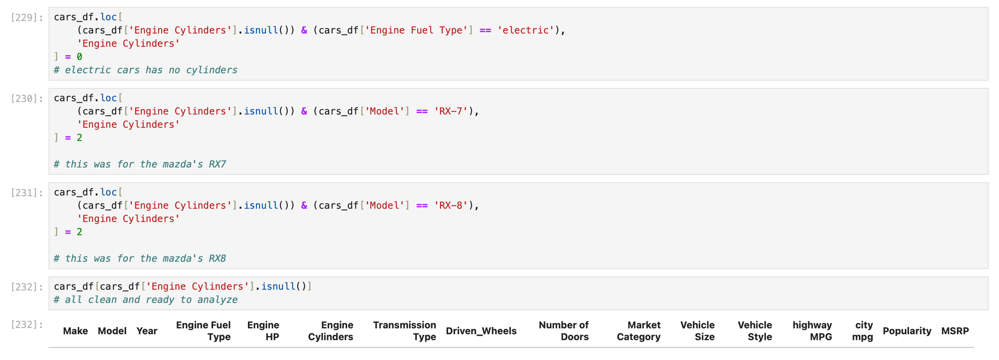 [229]: cars_df.loc[
    (cars_df['Engine Cylinders'].isnull()) & (cars_df['Engine Fuel Type'] == 'electric'),
    'Engine Cylinders'
] = 0
# electric cars has no cylinders
[230]: cars_df.loc[
    (cars_df['Engine Cylinders'].isnull()) & (cars_df['Model'] == 'RX-7'),
    'Engine Cylinders'
] = 2
# this was for the mazda's RX7
[231]: cars_df.loc[
    (cars_df['Engine Cylinders'].isnull()) & (cars_df['Model'] == 'RX-8'),
    'Engine Cylinders'
] = 2
# this was for the mazda's RX8
[232]: cars_df[cars_df['Engine Cylinders'].isnull()]
# all clean and ready to analyze
[232]: Make Model Year Engine Fuel Type Engine HP Engine Cylinders Transmission Type Driven_Wheels Number of Doors Market Category Vehicle Size Vehicle Style highway MPG city mpg Popularity MSRP